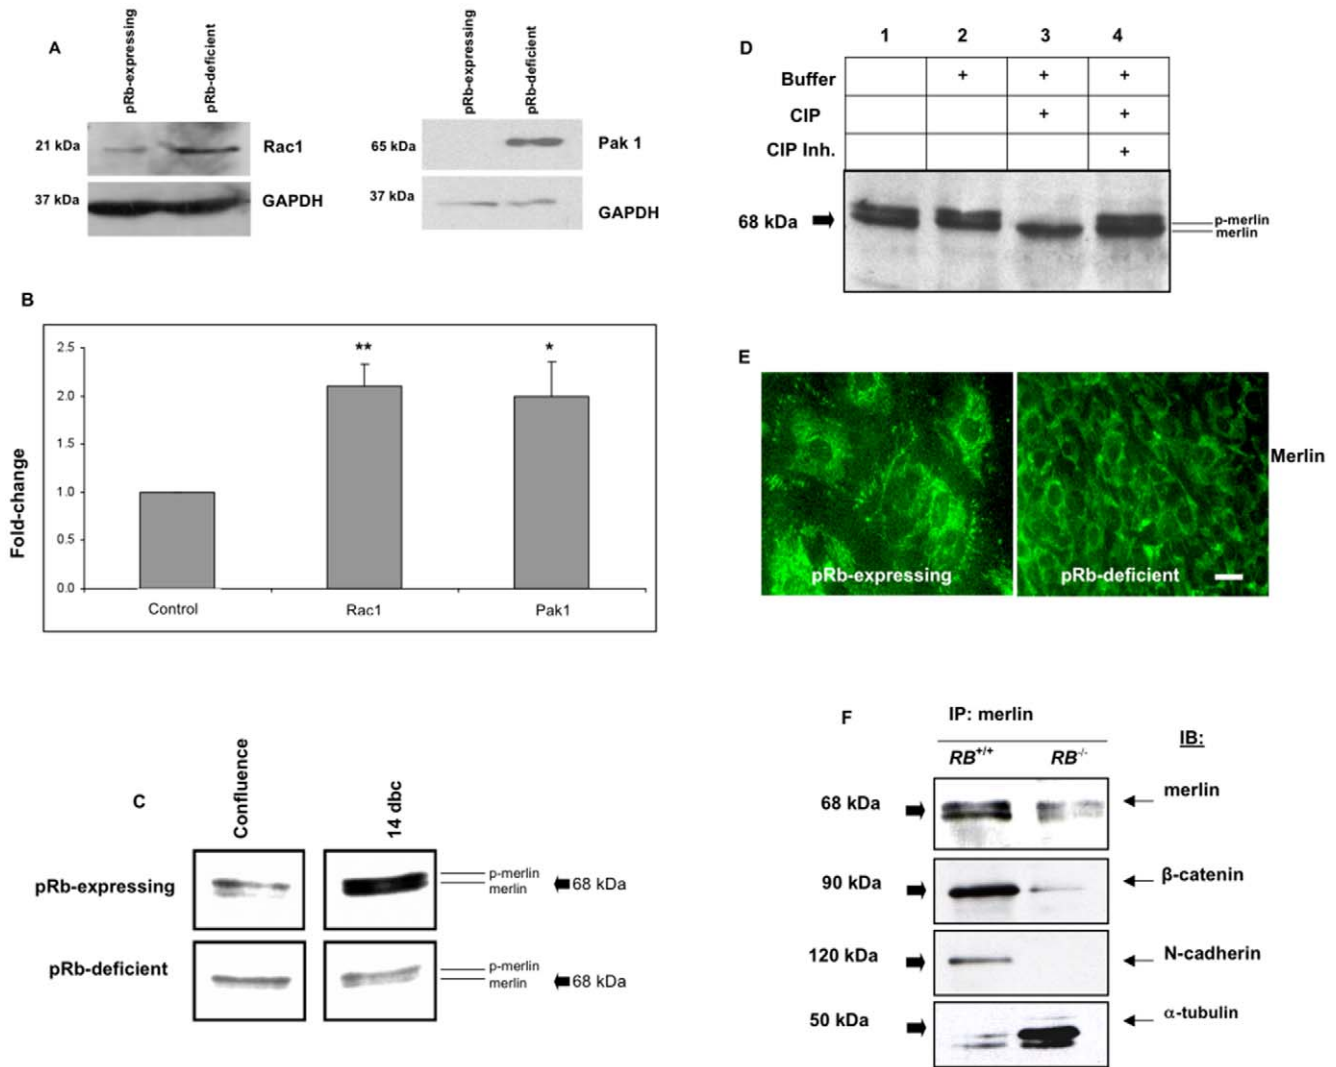 A
pRb-expressing
pRb-deficient
21 kDa
Rac1
37 kDa
GAPDH
pRb-expressing
pRb-deficient
65 kDa
Pak 1
37 kDa
GAPDH
B
Fold-change
2.5
2.0
1.5
1.0
0.5
0.0
**
*
Control Rac1 Pak1
C
Confluence
14 dbc
pRb-expressing
p-merlin
merlin
68 kDa
pRb-deficient
p-merlin
merlin
68 kDa
D
1 2 3 4
Buffer + + +
CIP + +
CIP Inh. +
68 kDa
p-merlin
merlin
E
pRb-expressing
pRb-deficient
Merlin
F
IP: merlin
IB:
RB+/+ RB-/-
68 kDa
merlin
90 kDa
β-catenin
120 kDa
N-cadherin
50 kDa
α-tubulin